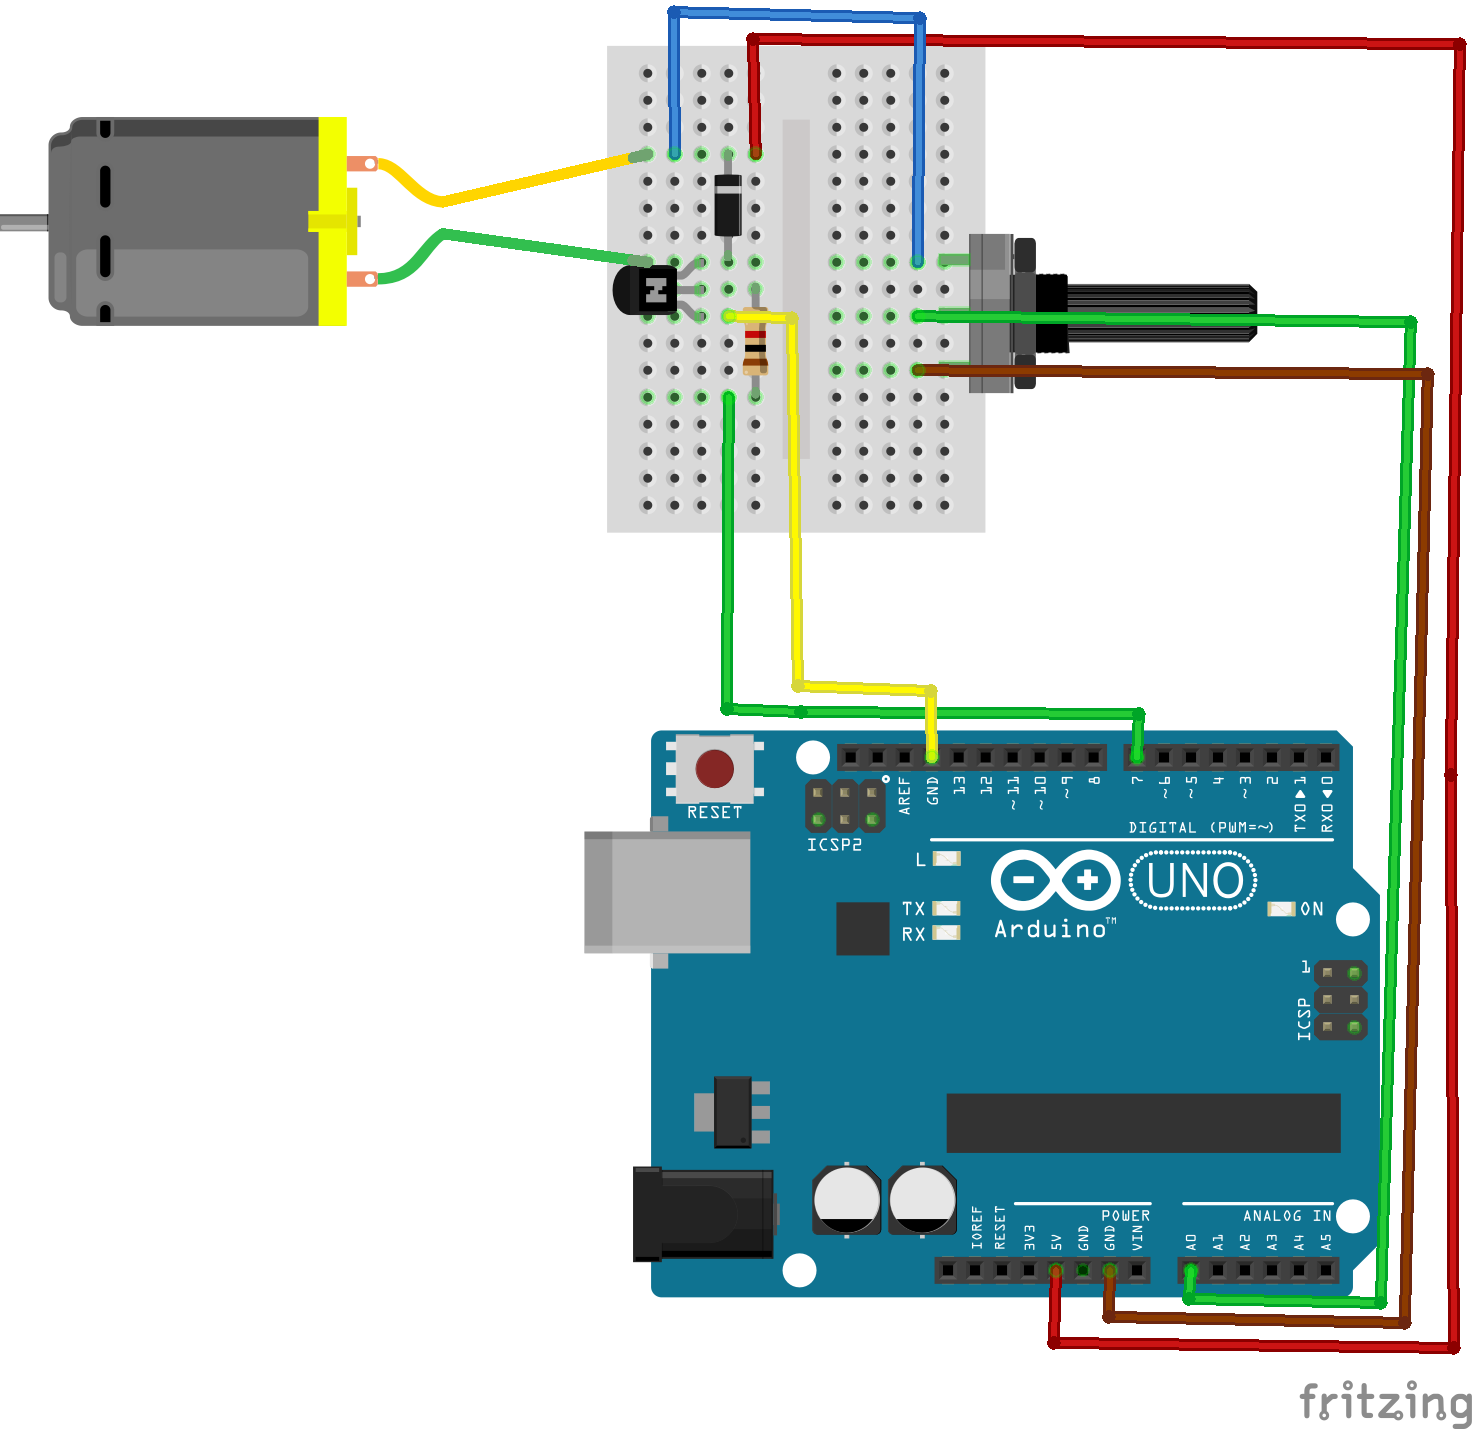 N
RESET
ICSP2
AREF
GND
13
12
~11
~10
~9
8
7
~6
~5
4
~3
2
TX0▶1
RX0◀0
DIGITAL (PWM=~)
L
TX
RX
UNO
Arduino™
ON
1
ICSP
POWER
ANALOG IN
IOREF
RESET
3V3
5V
GND
GND
VIN
A0
A1
A2
A3
A4
A5
fritzing